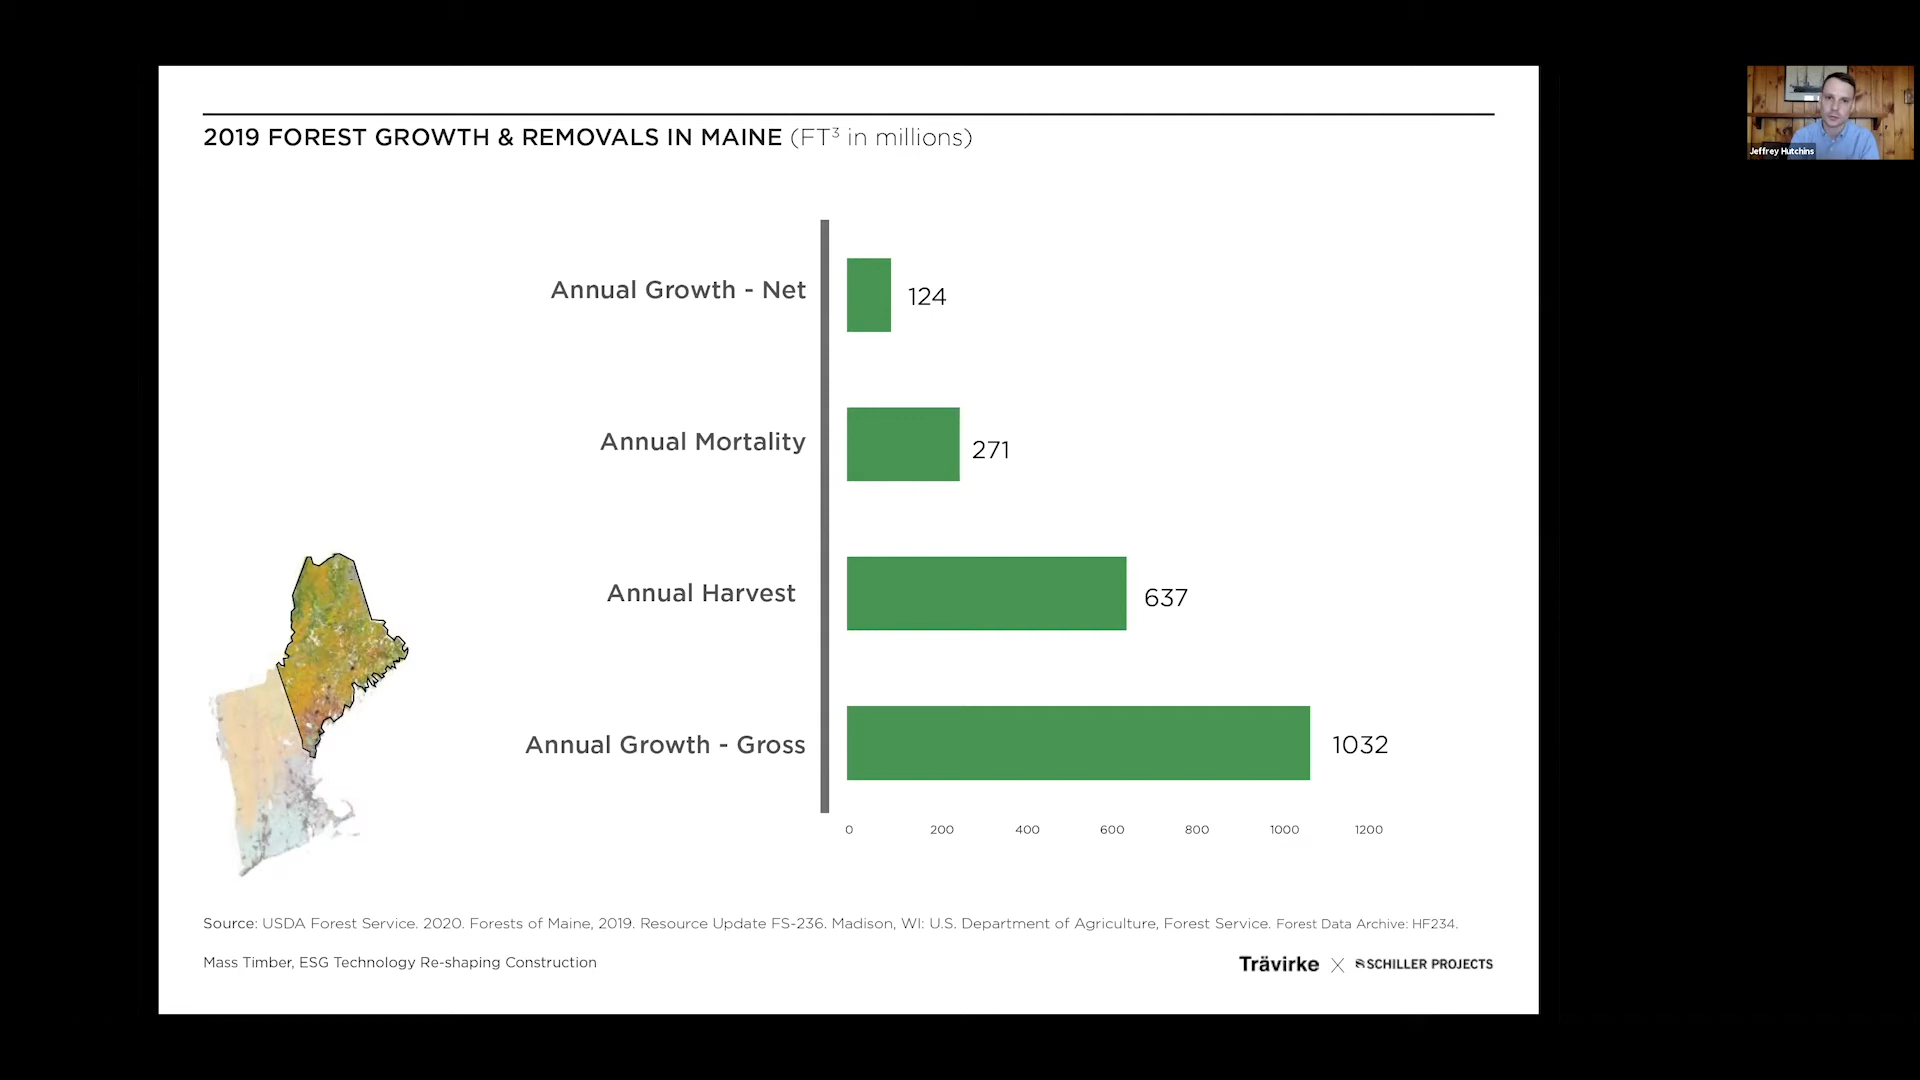 2019 FOREST GROWTH & REMOVALS IN MAINE (FT³ in millions)
Jeffrey Hutchins
Annual Growth - Net
124
Annual Mortality
271
Annual Harvest
637
Annual Growth - Gross
1032
0 200 400 600 800 1000 1200
Source: USDA Forest Service. 2020. Forests of Maine, 2019. Resource Update FS-236. Madison, WI: U.S. Department of Agriculture, Forest Service. Forest Data Archive: HF234.
Mass Timber, ESG Technology Re-shaping Construction
Trävirke X SCHILLER PROJECTS